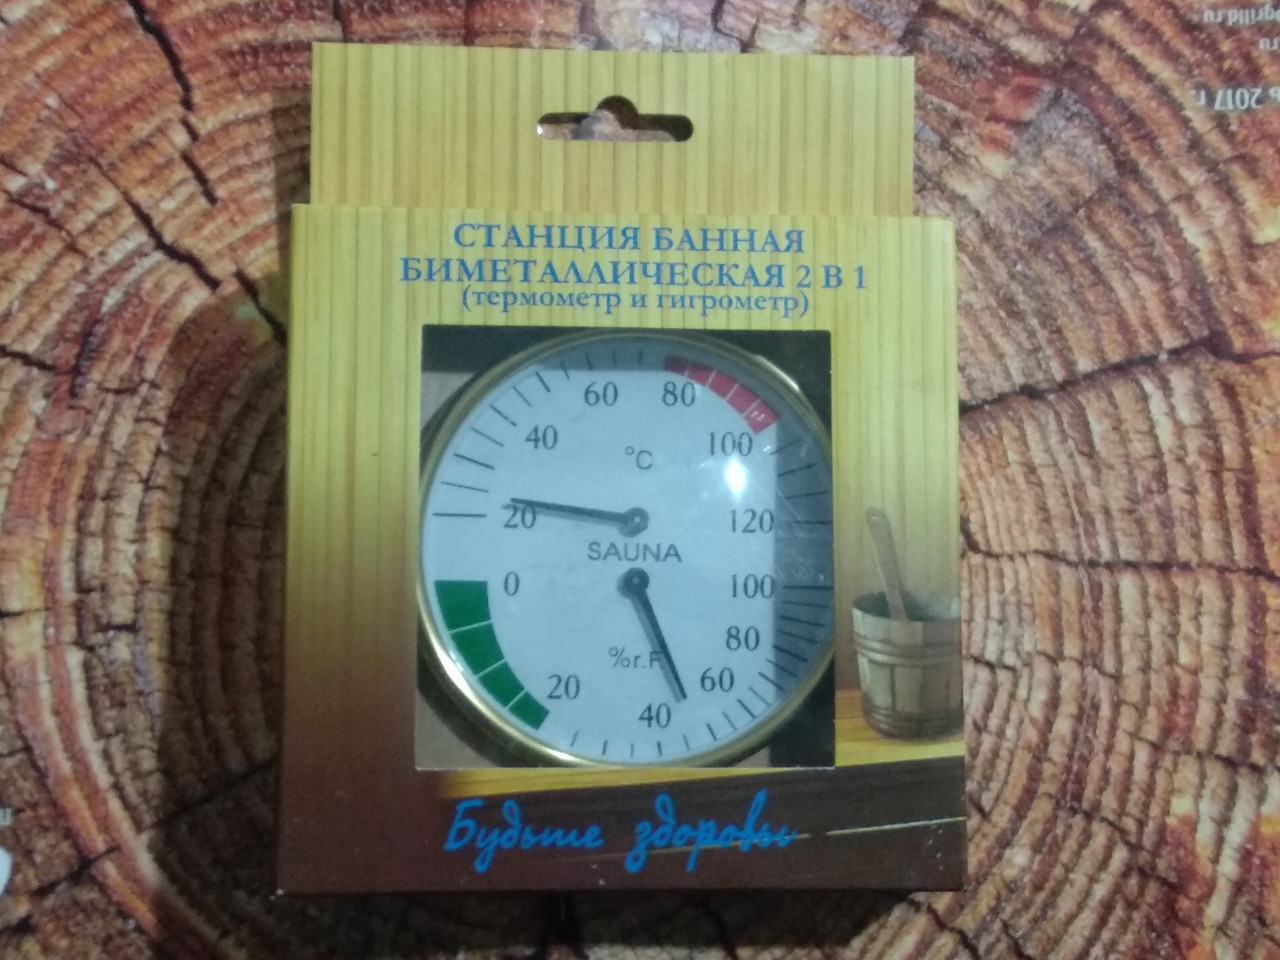 СТАНЦИЯ БАННАЯ
БИМЕТАЛЛИЧЕСКАЯ 2 В 1
(термометр и гигрометр)
60 80
40 100
°C
20 120
SAUNA
0 100
80
%r.F
20 60
40
Будьте здоровы
2017 г.